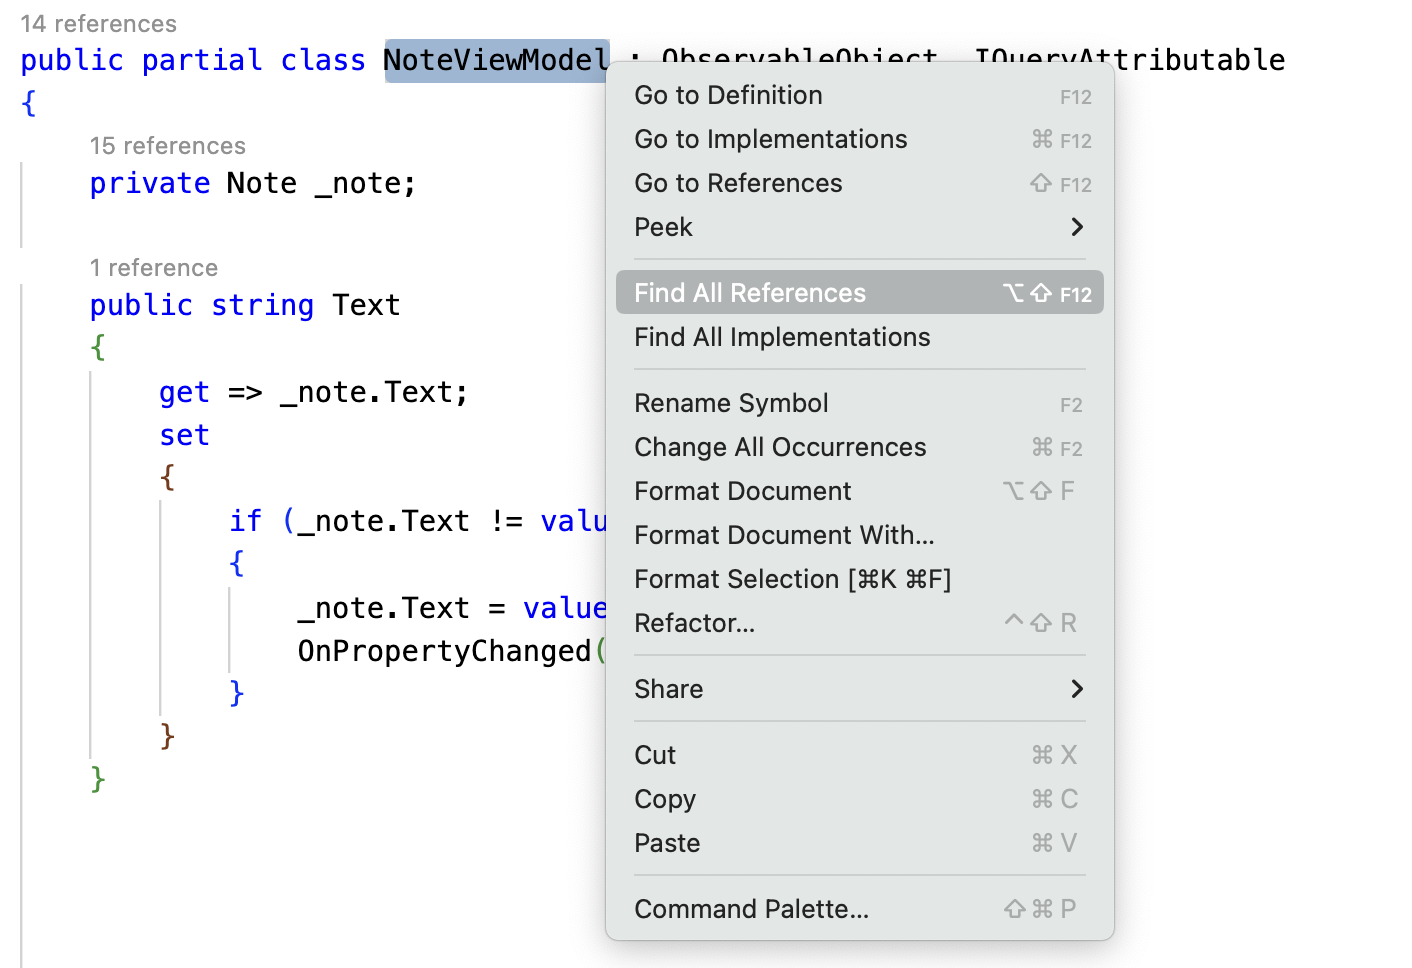 14 references
public partial class NoteViewModel : ObservableObject, IQueryAttributable
{
15 references
private Note _note;
1 reference
public string Text
{
get => _note.Text;
set
{
if (_note.Text != valu
{
_note.Text = value
OnPropertyChanged(
}
}
}
Go to Definition F12
Go to Implementations ⌘ F12
Go to References ⇧ F12
Peek
Find All References ⌥⇧ F12
Find All Implementations
Rename Symbol F2
Change All Occurrences ⌘ F2
Format Document ⌥⇧ F
Format Document With...
Format Selection [⌘K ⌘F]
Refactor... ^⇧ R
Share
Cut ⌘ X
Copy ⌘ C
Paste ⌘ V
Command Palette... ⇧⌘ P